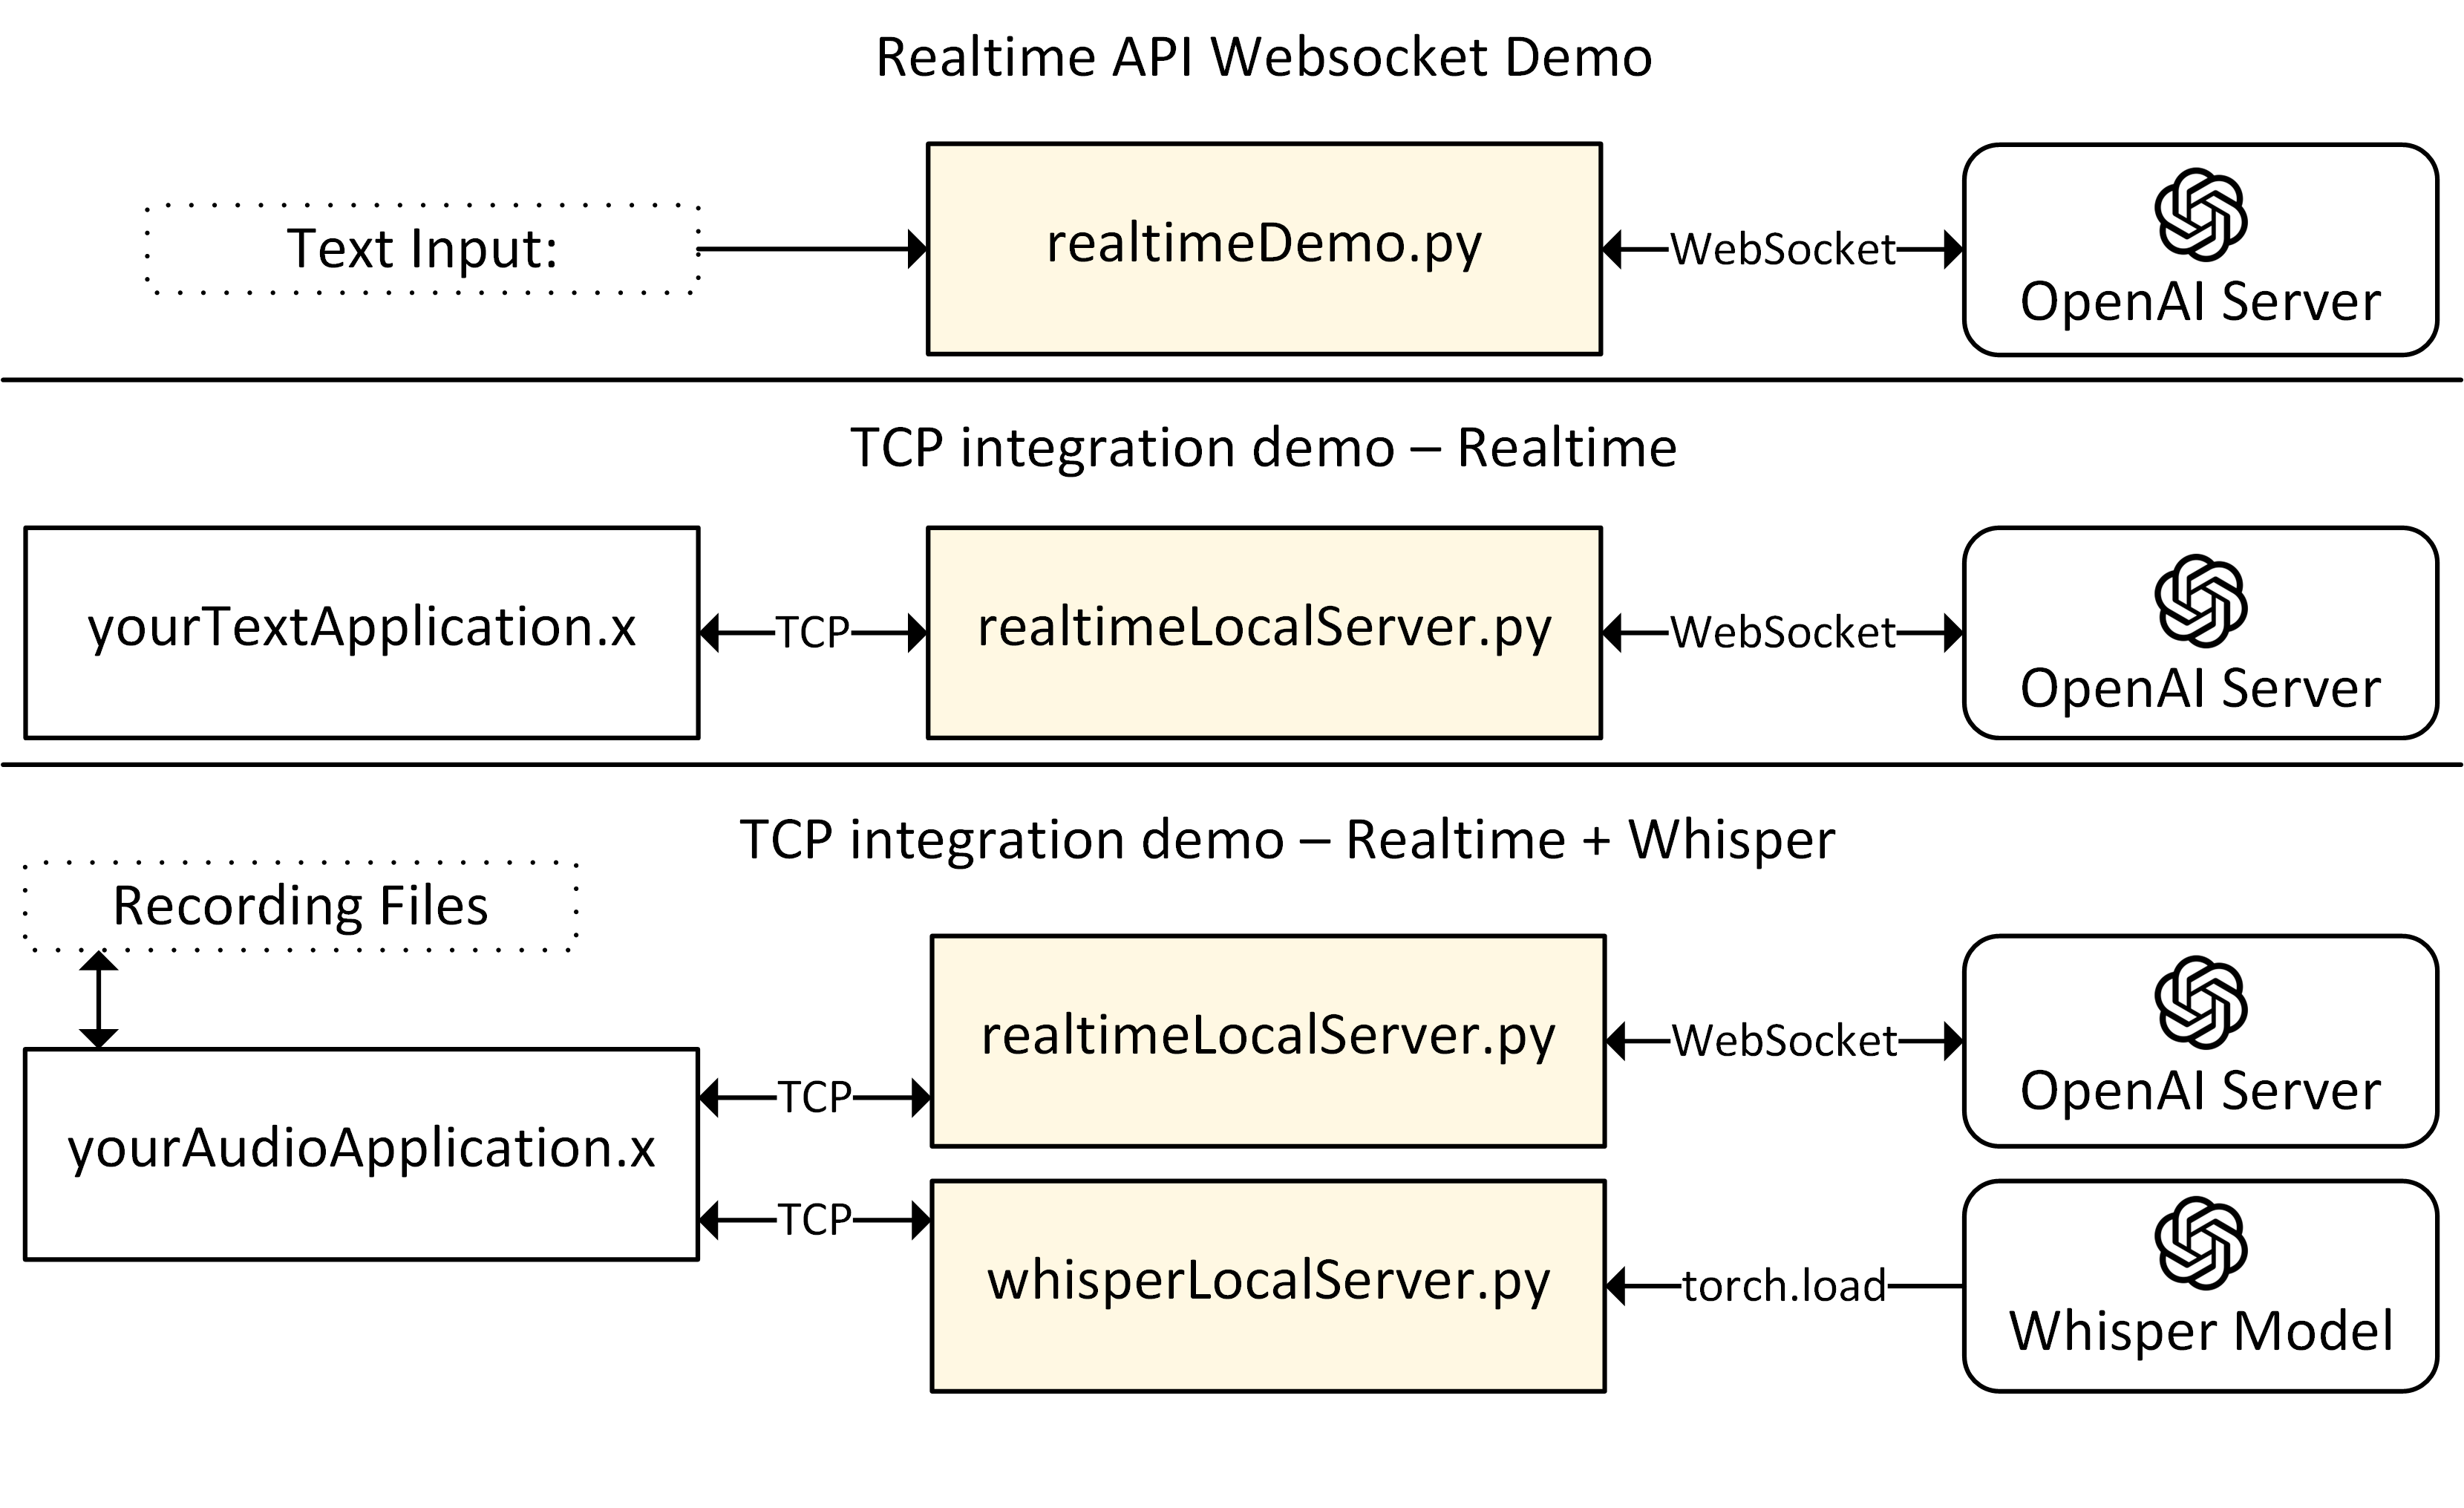 Realtime API Websocket Demo
Text Input:
realtimeDemo.py
WebSocket
OpenAI Server
TCP integration demo – Realtime
yourTextApplication.x
TCP
realtimeLocalServer.py
WebSocket
OpenAI Server
TCP integration demo – Realtime + Whisper
Recording Files
yourAudioApplication.x
TCP
realtimeLocalServer.py
WebSocket
OpenAI Server
TCP
whisperLocalServer.py
torch.load
Whisper Model